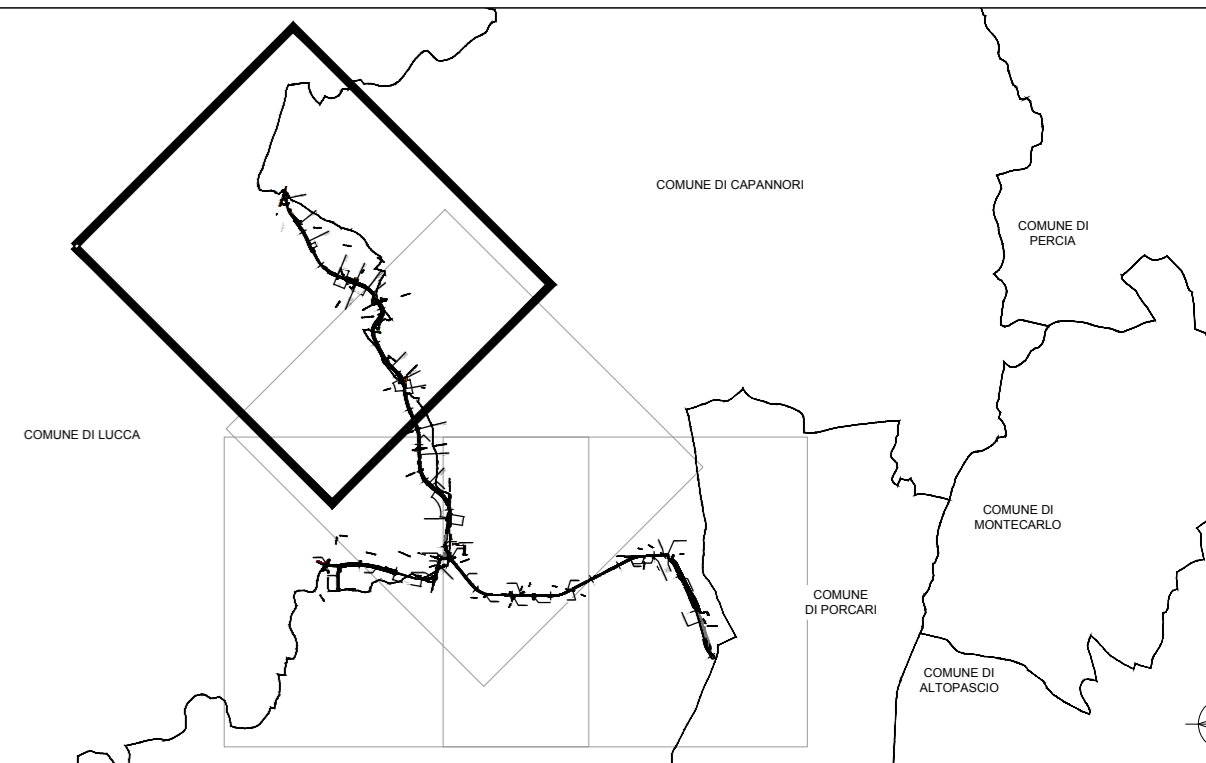 COMUNE DI CAPANNORI
COMUNE DI
PERCIA
COMUNE DI LUCCA
COMUNE DI
MONTECARLO
COMUNE
DI PORCARI
COMUNE DI
ALTOPASCIO